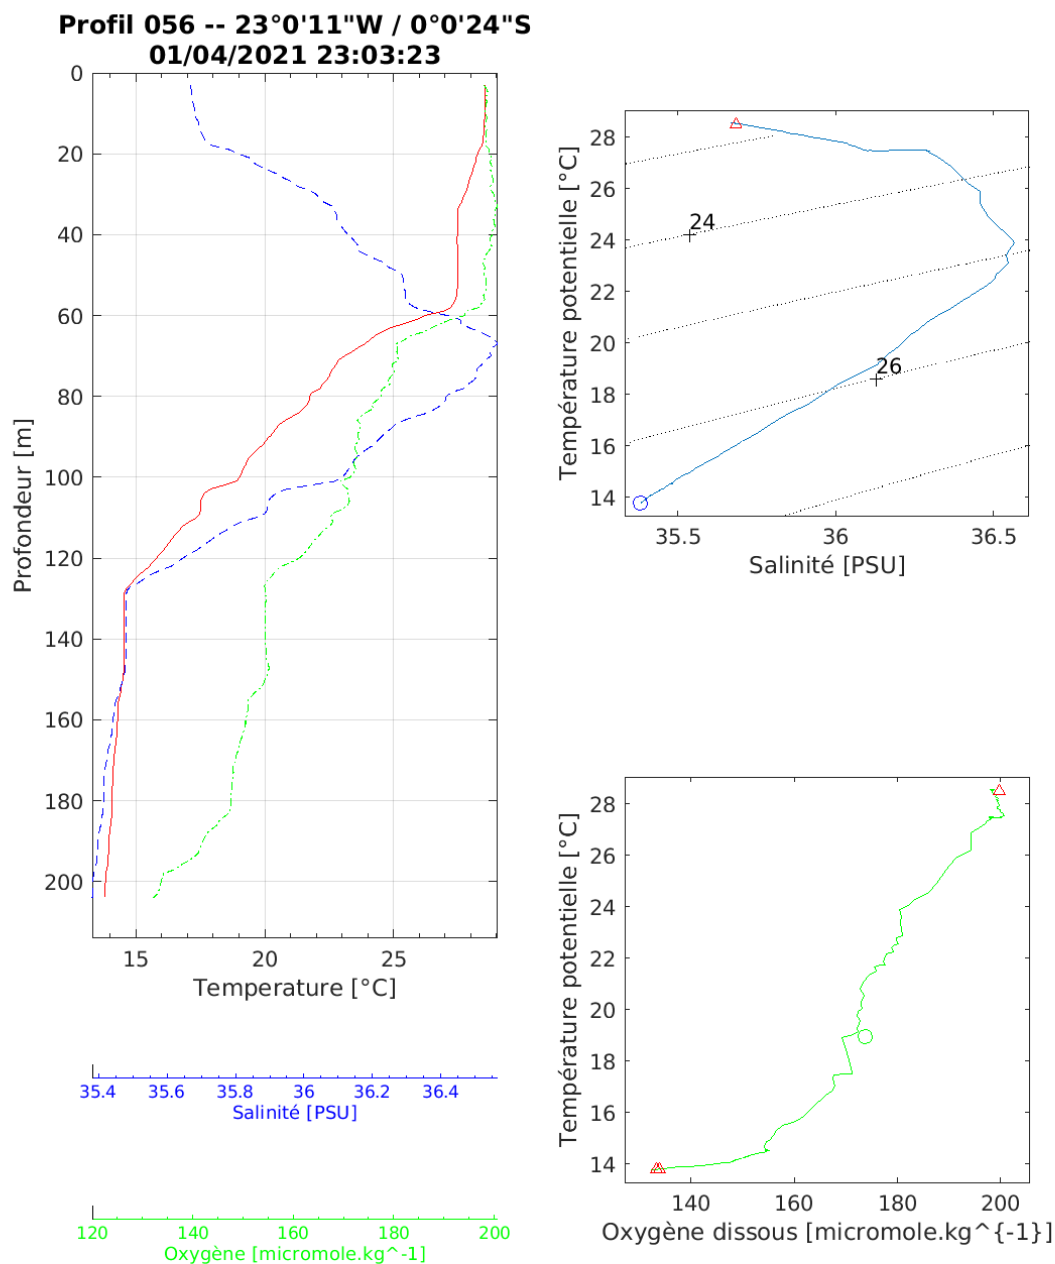 Profil 056 -- 23°0'11"W / 0°0'24"S
01/04/2021 23:03:23
0
20
40
60
80
100
120
140
160
180
200
Profondeur [m]
15 20 25
Temperature [°C]
35.4 35.6 35.8 36 36.2 36.4
Salinité [PSU]
120 140 160 180 200
Oxygène [micromole.kg^-1]
28
26
24
22
20
18
16
14
Température potentielle [°C]
24
26
35.5 36 36.5
Salinité [PSU]
28
26
24
22
20
18
16
14
Température potentielle [°C]
140 160 180 200
Oxygène dissous [micromole.kg^{-1}]